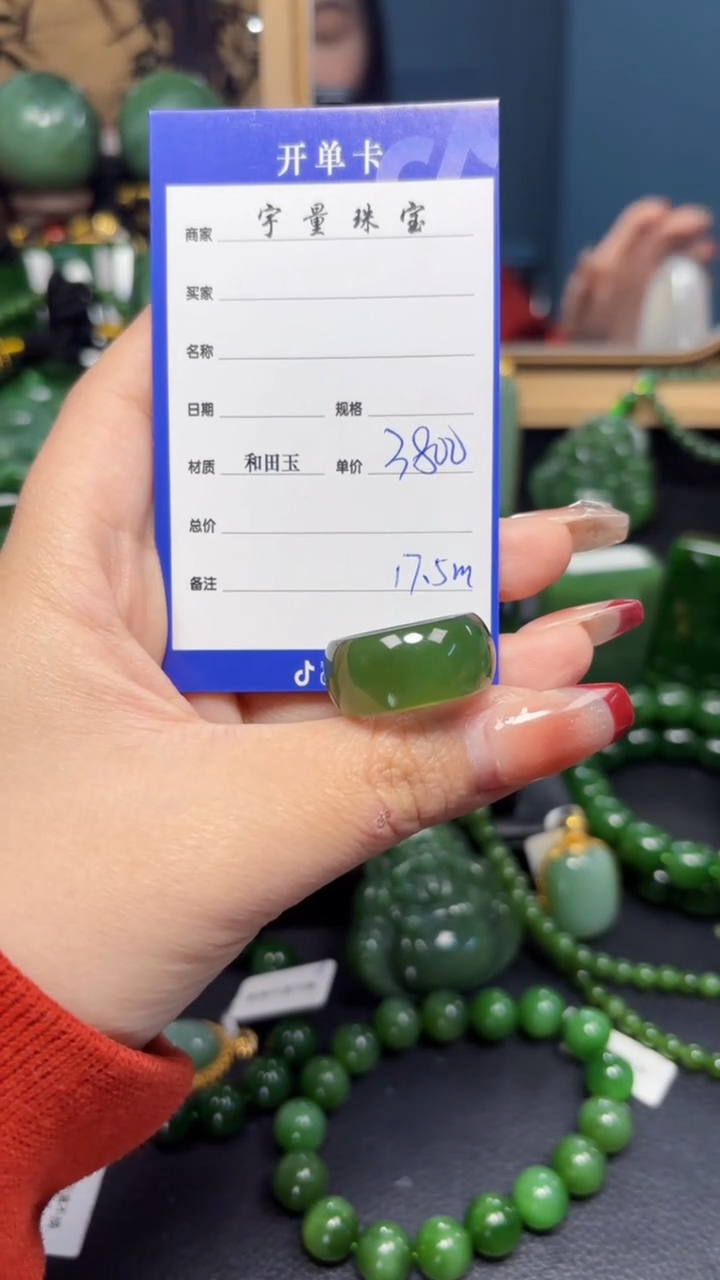 开单卡
商家 宇量珠宝
买家
名称
日期 规格
材质 和田玉 单价 3800
总价
备注 17.5m